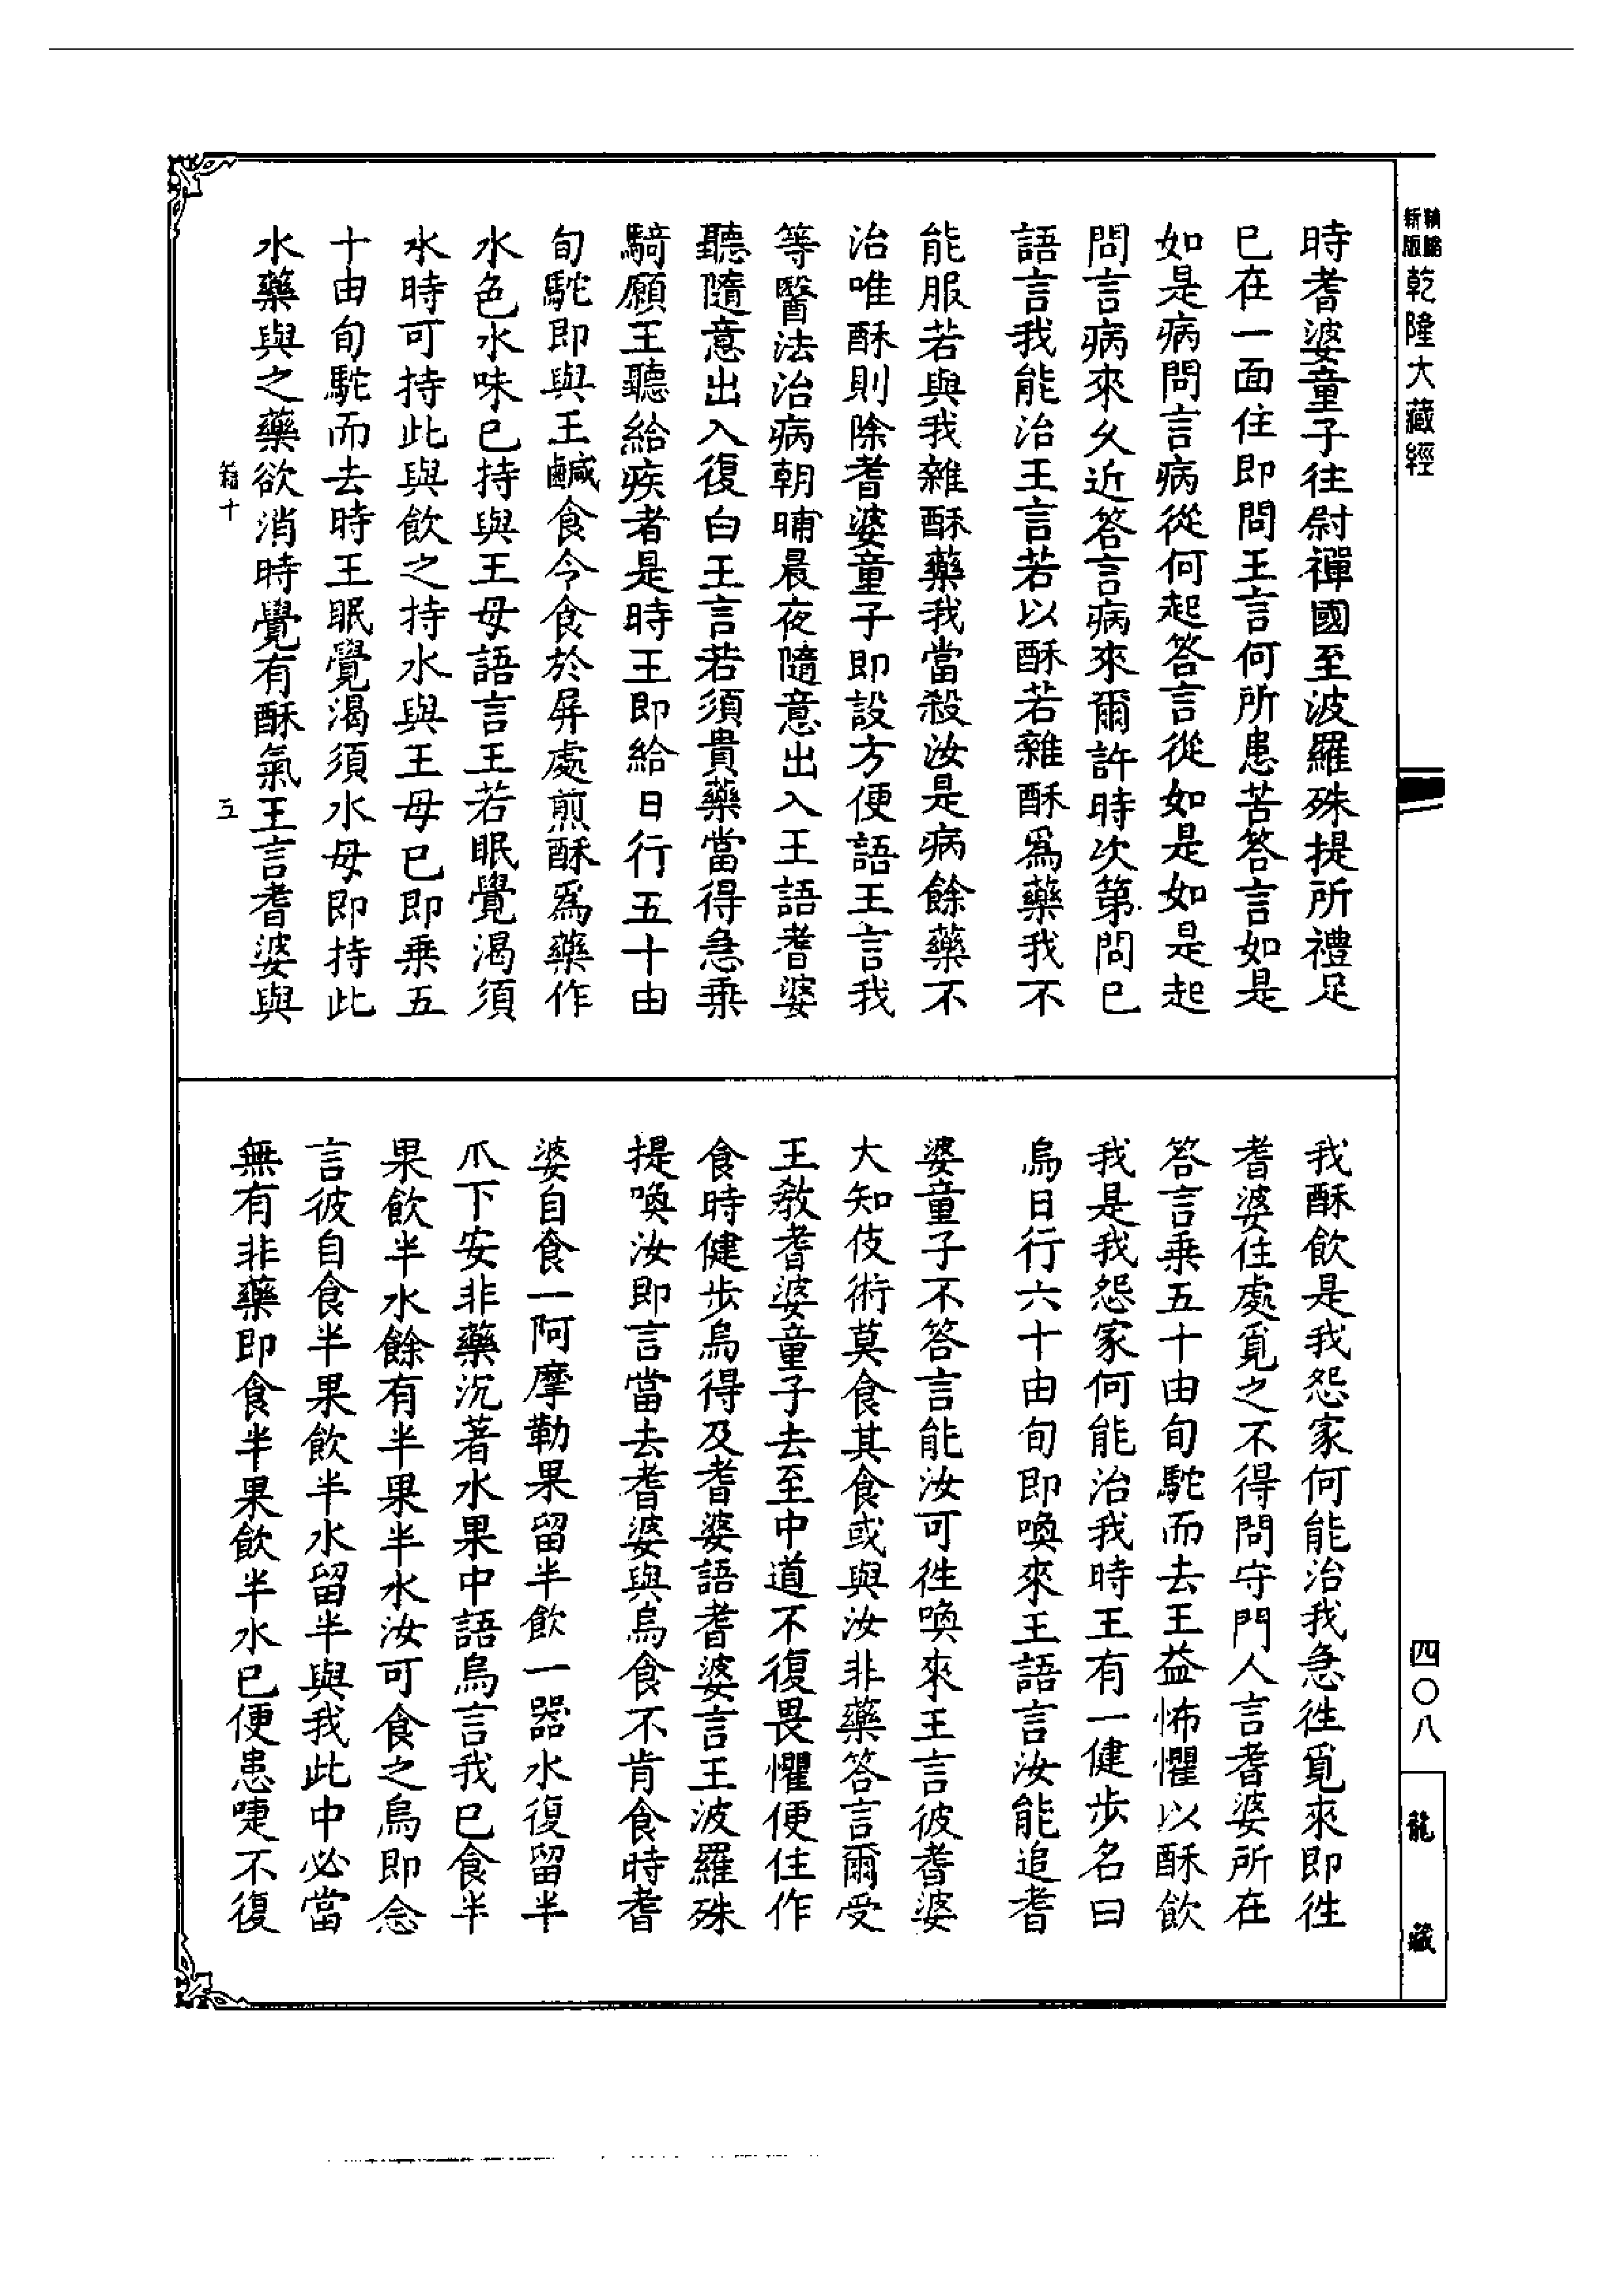 新版
精縮
乾隆大藏經
時耆婆童子往尉禪國至波羅殊提所禮足
已在一面住即問王言何所患苦答言如是
如是病問言病從何起答言從如是如是起
問言病來久近答言病來爾許時次第問已
語言我能治王言若以酥若雜酥為藥我不
能服若與我雜酥藥我當殺汝是病餘藥不
治唯酥則除耆婆童子即設方便語王言我
等醫法治病朝晡晨夜隨意出入王語耆婆
聽隨意出入復白王言若須貴藥當得急乗
騎願王聽給疾者是時王即給日行五十由
旬駝即與王鹹食令食於屏處煎酥為藥作
水色水味已持與王母語言王若眠覺渴須
水時可持此與飲之持水與王母已即乗五
十由旬駝而去時王眠覺渴須水母即持此
水藥與之藥欲消時覺有酥氣王言耆婆與
籍十
五
我酥飲是我怨家何能治我急徃覓來即徃
耆婆住處覓之不得問守門人言耆婆所在
答言乗五十由旬駝而去王益怖懼以酥飲
我是我怨家何能治我時王有一健步名曰
烏日行六十由旬即喚來王語言汝能追耆
婆童子不答言能汝可徃喚來王言彼耆婆
大知伎術莫食其食或與汝非藥答言爾受
王教耆婆童子去至中道不復畏懼便住作
食時健步烏得及耆婆語耆婆言王波羅殊
提喚汝即言當去耆婆與烏食不肯食時耆
婆自食一阿摩勒果留半飲一器水復留半
爪下安非藥沉著水果中語烏言我已食半
果飲半水餘有半果半水汝可食之烏即念
言彼自食半果飲半水留半與我此中必當
無有非藥即食半果飲半水已便患啑不復
四〇八
龍藏